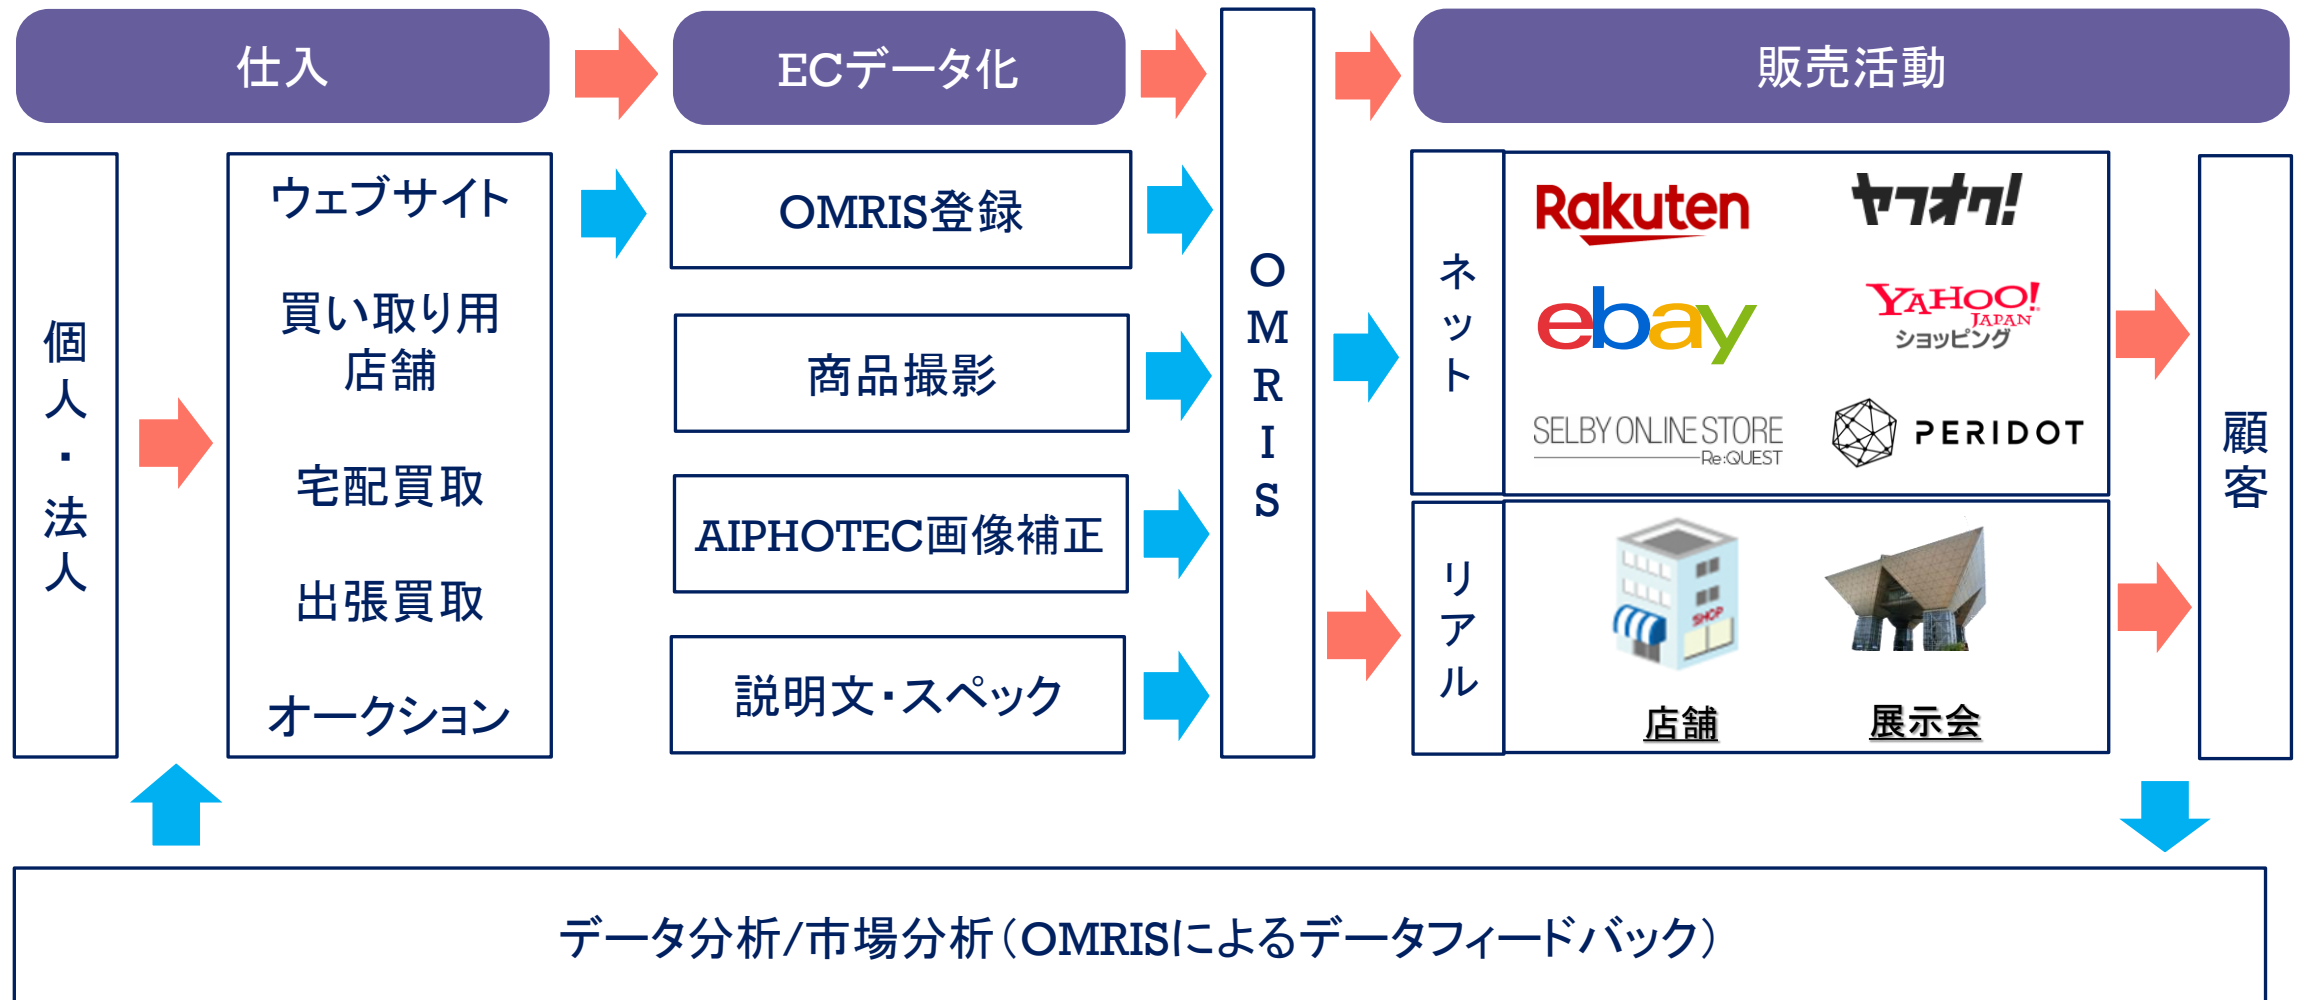 仕入
ECデータ化
販売活動
個人・法人
ウェブサイト
買い取り用
店舗
宅配買取
出張買取
オークション
OMRIS登録
商品撮影
AIPHOTEC画像補正
説明文・スペック
OMRIS
ネット
Rakuten
ヤフオク!
ebay
YAHOO!
JAPAN
ショッピング
SELBY ONLINE STORE
Re:QUEST
PERIDOT
リアル
SHOP
店舗
展示会
顧客
データ分析/市場分析(OMRISによるデータフィードバック)